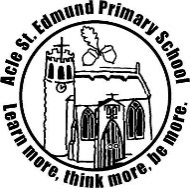 Acle St. Edmund Primary School
Learn more, think more, be more.